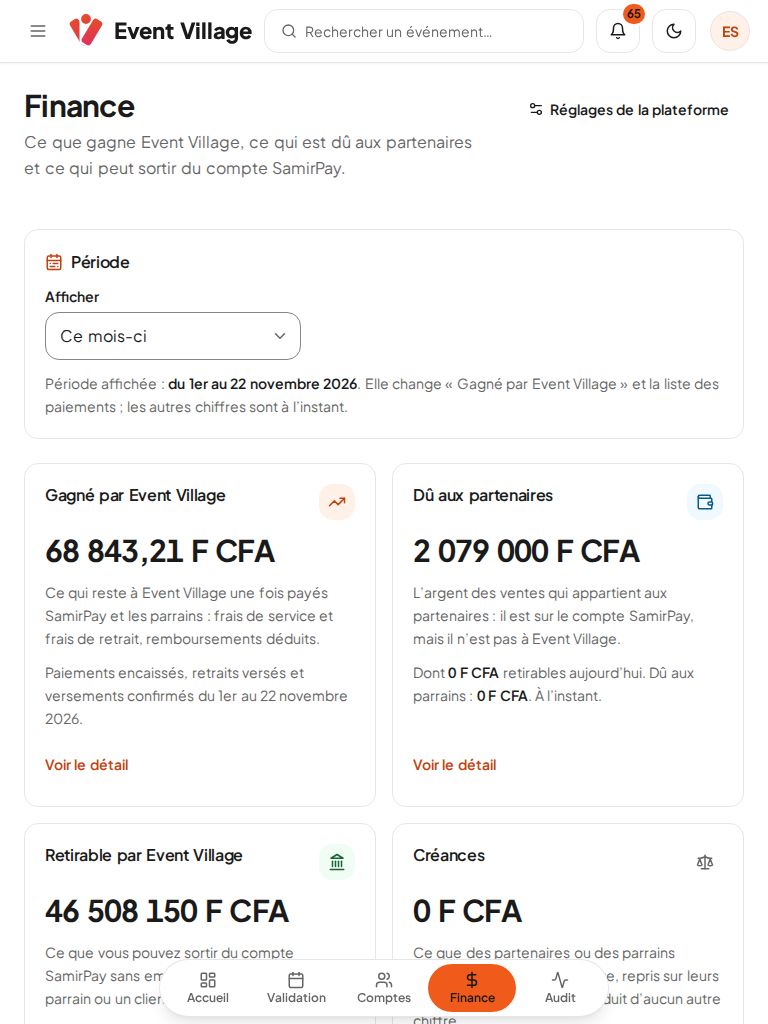 Event Village
Rechercher un événement...
65
ES
Finance
Réglages de la plateforme
Ce que gagne Event Village, ce qui est dû aux partenaires
et ce qui peut sortir du compte SamirPay.
Période
Afficher
Ce mois-ci
Période affichée : du 1er au 22 novembre 2026. Elle change « Gagné par Event Village » et la liste des
paiements ; les autres chiffres sont à l'instant.
Gagné par Event Village
68 843,21 F CFA
Ce qui reste à Event Village une fois payés
SamirPay et les parrains : frais de service et
frais de retrait, remboursements déduits.
Paiements encaissés, retraits versés et
versements confirmés du 1er au 22 novembre
2026.
Voir le détail
Dû aux partenaires
2 079 000 F CFA
L'argent des ventes qui appartient aux
partenaires : il est sur le compte SamirPay,
mais il n'est pas à Event Village.
Dont 0 F CFA retirables aujourd'hui. Dû aux
parrains : 0 F CFA. À l'instant.
Voir le détail
Retirable par Event Village
46 508 150 F CFA
Ce que vous pouvez sortir du compte
SamirPay sans
parrain ou un
Créances
0 F CFA
Ce que des partenaires ou des parrains
repris sur leurs
d'aucun autre
chiffre.
Accueil
Validation
Comptes
Finance
Audit